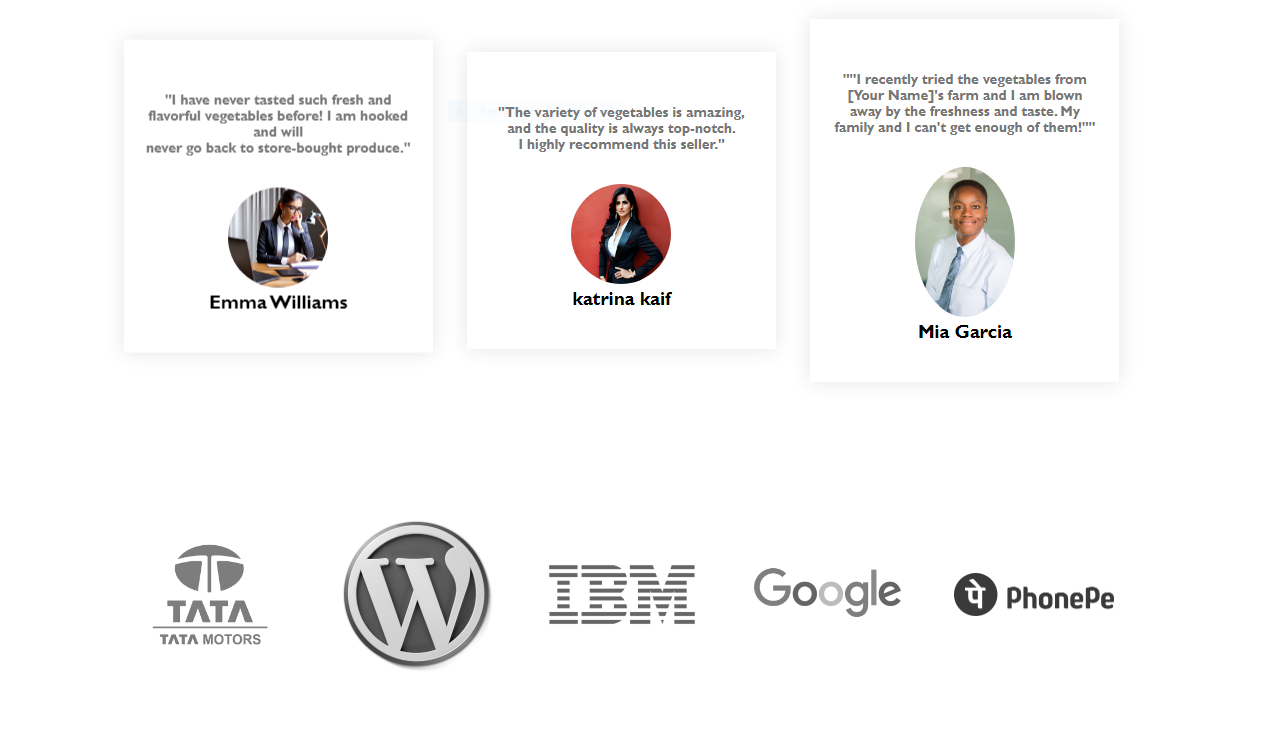 "I have never tasted such fresh and
flavorful vegetables before! I am hooked
and will
never go back to store-bought produce."
Emma Williams
"The variety of vegetables is amazing,
and the quality is always top-notch.
I highly recommend this seller."
katrina kaif
""I recently tried the vegetables from
[Your Name]'s farm and I am blown
away by the freshness and taste. My
family and I can't get enough of them!""
Mia Garcia
TATA
TATA MOTORS
W
IBM
Google
पे PhonePe